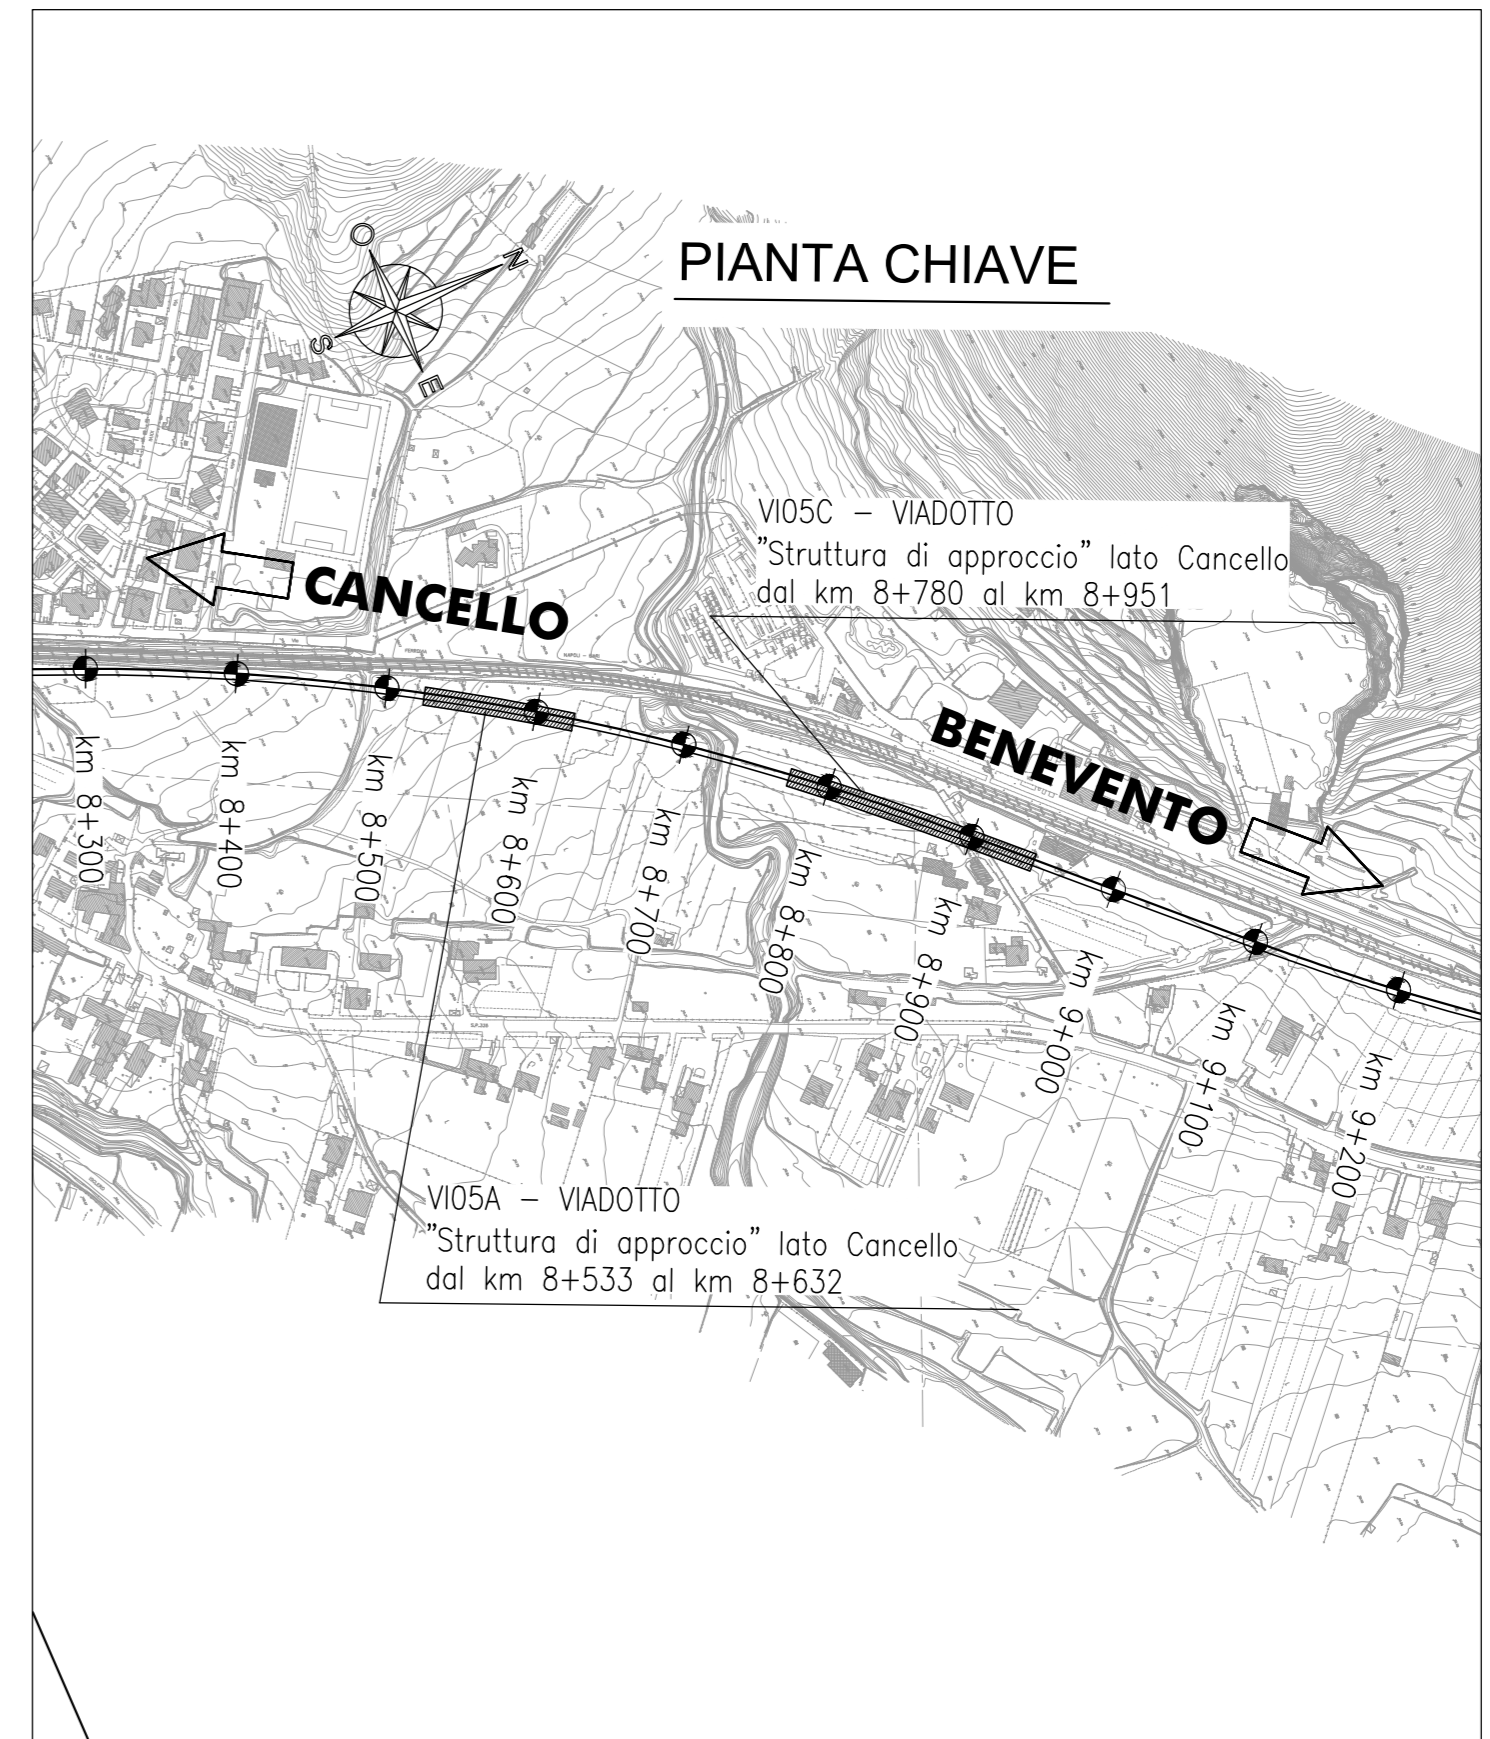 PIANTA CHIAVE
O
N
S
E
VI05C – VIADOTTO
"Struttura di approccio" lato Cancello
dal km 8+780 al km 8+951
CANCELLO
BENEVENTO
km 8+300
km 8+400
km 8+500
km 8+600
km 8+700
km 8+800
km 8+900
km 9+000
km 9+100
km 9+200
VI05A – VIADOTTO
"Struttura di approccio" lato Cancello
dal km 8+533 al km 8+632